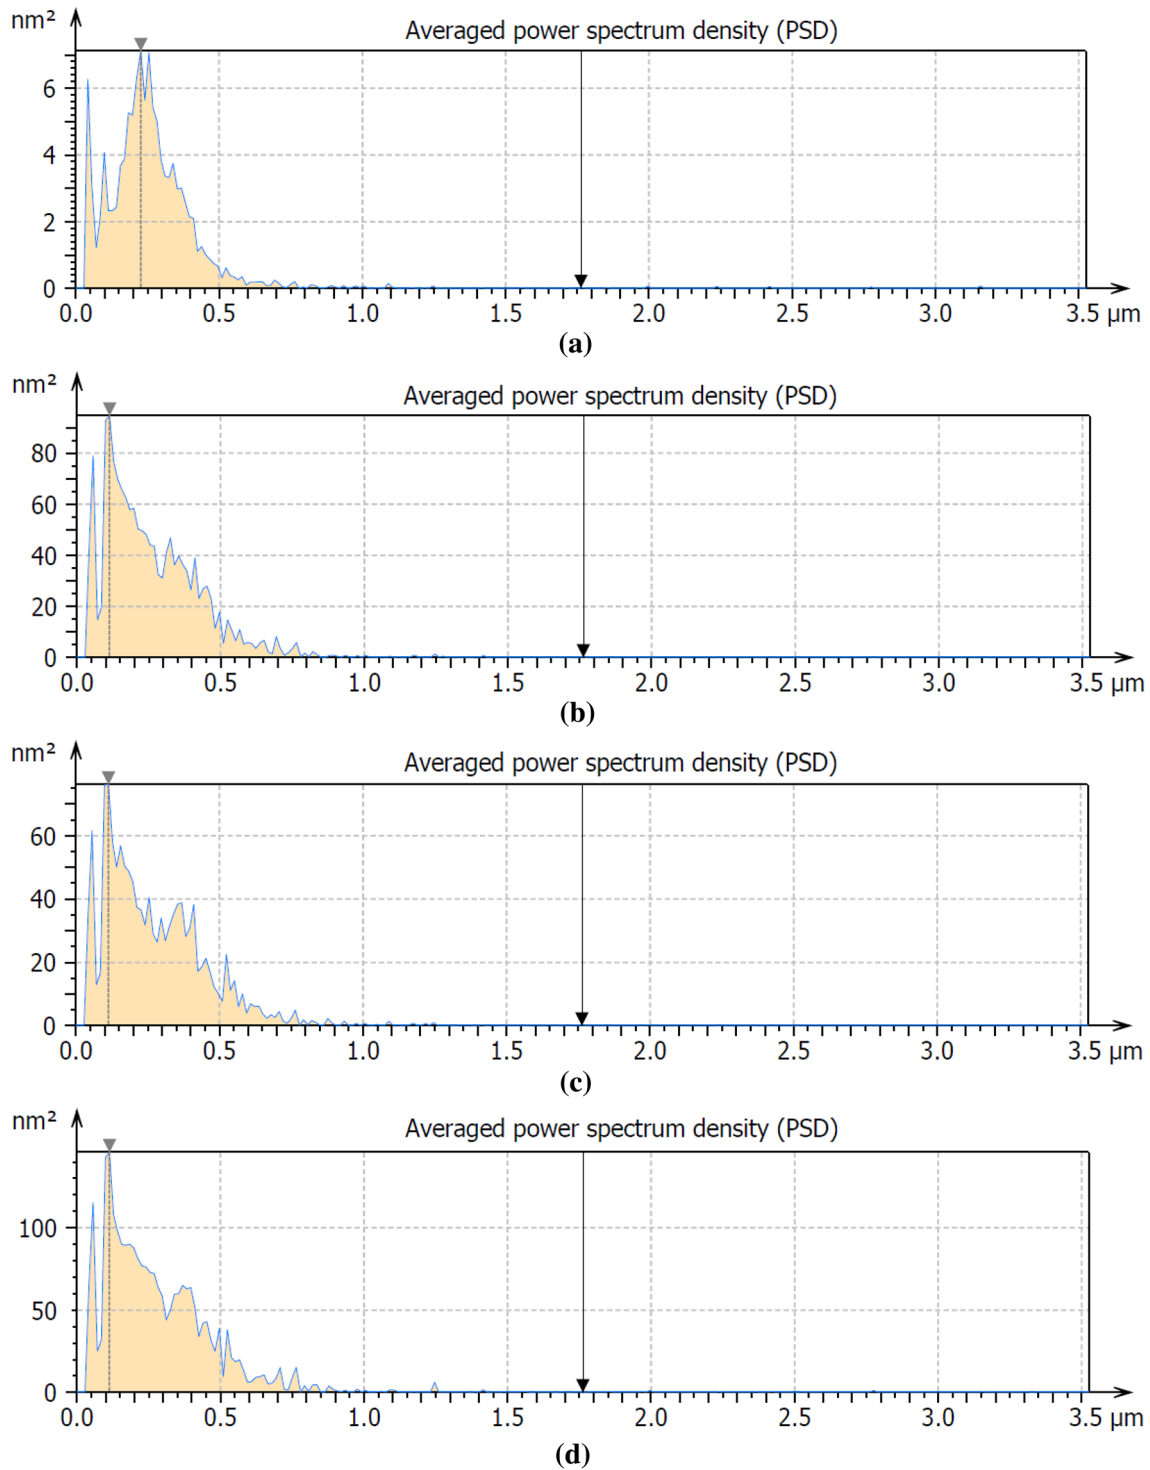 nm²
Averaged power spectrum density (PSD)
6
4
2
0
0.0 0.5 1.0 1.5 2.0 2.5 3.0 3.5 µm
(a)
nm²
Averaged power spectrum density (PSD)
80
60
40
20
0
0.0 0.5 1.0 1.5 2.0 2.5 3.0 3.5 µm
(b)
nm²
Averaged power spectrum density (PSD)
60
40
20
0
0.0 0.5 1.0 1.5 2.0 2.5 3.0 3.5 µm
(c)
nm²
Averaged power spectrum density (PSD)
100
50
0
0.0 0.5 1.0 1.5 2.0 2.5 3.0 3.5 µm
(d)